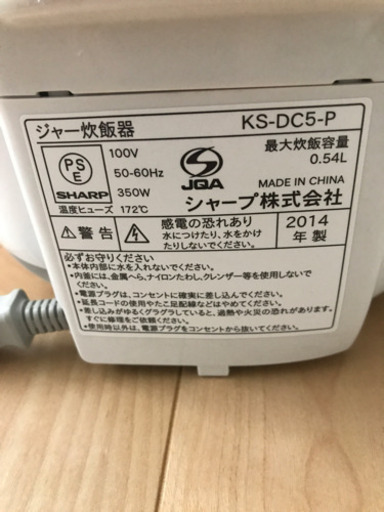 ジャー炊飯器 KS-DC5-P
PS
E
SHARP
100V
50-60Hz
350W
温度ヒューズ 172℃
JQA
最大炊飯容量
0.54L
MADE IN CHINA
シャープ株式会社
警告
感電の恐れあり
水につけたり、水をかけ
たりしないでください。
2014
年製
必ずお守りください
•本体内部に水を入れないでください。
•内釜には、金属へら、ナイロンたわし、クレンザー等を使用しないで
ください。
•電源プラグは、コンセントに確実に差し込んでください。
•延長コードの使用やたこ足配線などはやめてください。
•差し込みがゆるくグラグラしていると、過熱や火災の恐れがあります。
すぐに修理をご依頼ください。
•使用時以外は、電源プラグをコンセントから抜いてください。